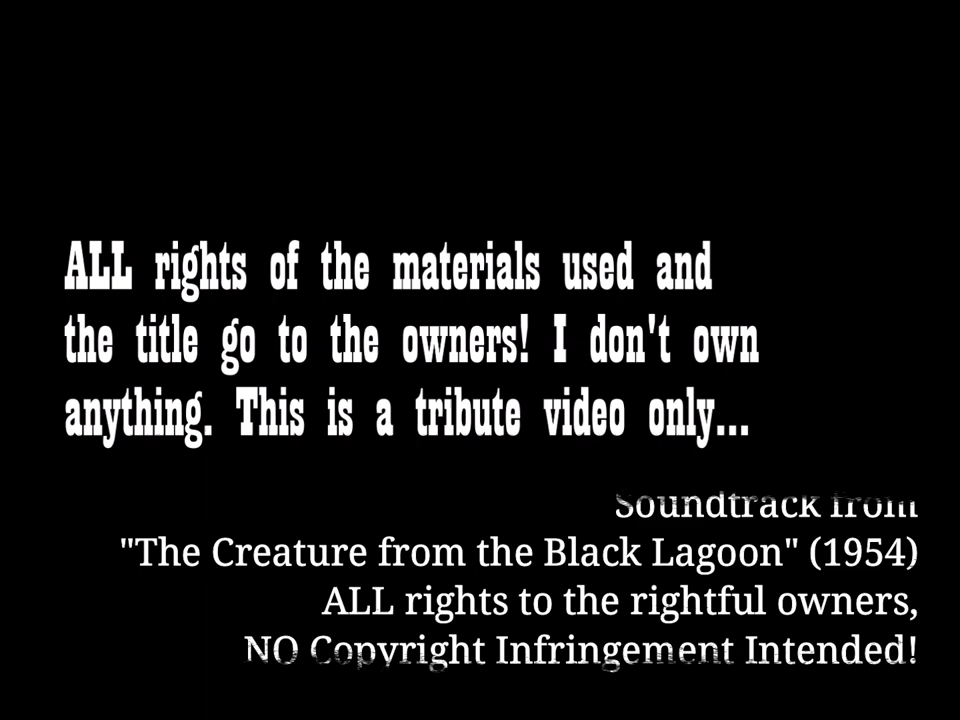 ALL rights of the materials used and
the title go to the owners! I don't own
anything. This is a tribute video only...
Soundtrack from
"The Creature from the Black Lagoon" (1954)
ALL rights to the rightful owners,
NO Copyright Infringement Intended!